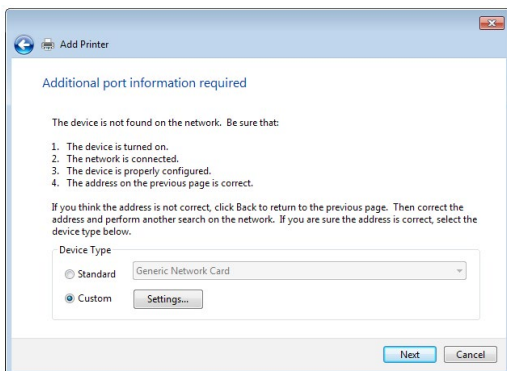 Add Printer
Additional port information required
The device is not found on the network. Be sure that:
1. The device is turned on.
2. The network is connected.
3. The device is properly configured.
4. The address on the previous page is correct.
If you think the address is not correct, click Back to return to the previous page. Then correct the
address and perform another search on the network. If you are sure the address is correct, select the
device type below.
Device Type
Standard Generic Network Card
Custom Settings...
Next Cancel